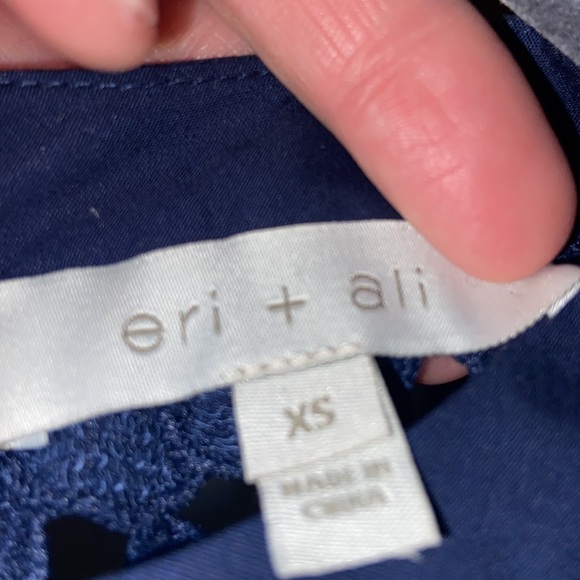 eri + ali
XS
MADE IN
CHINA